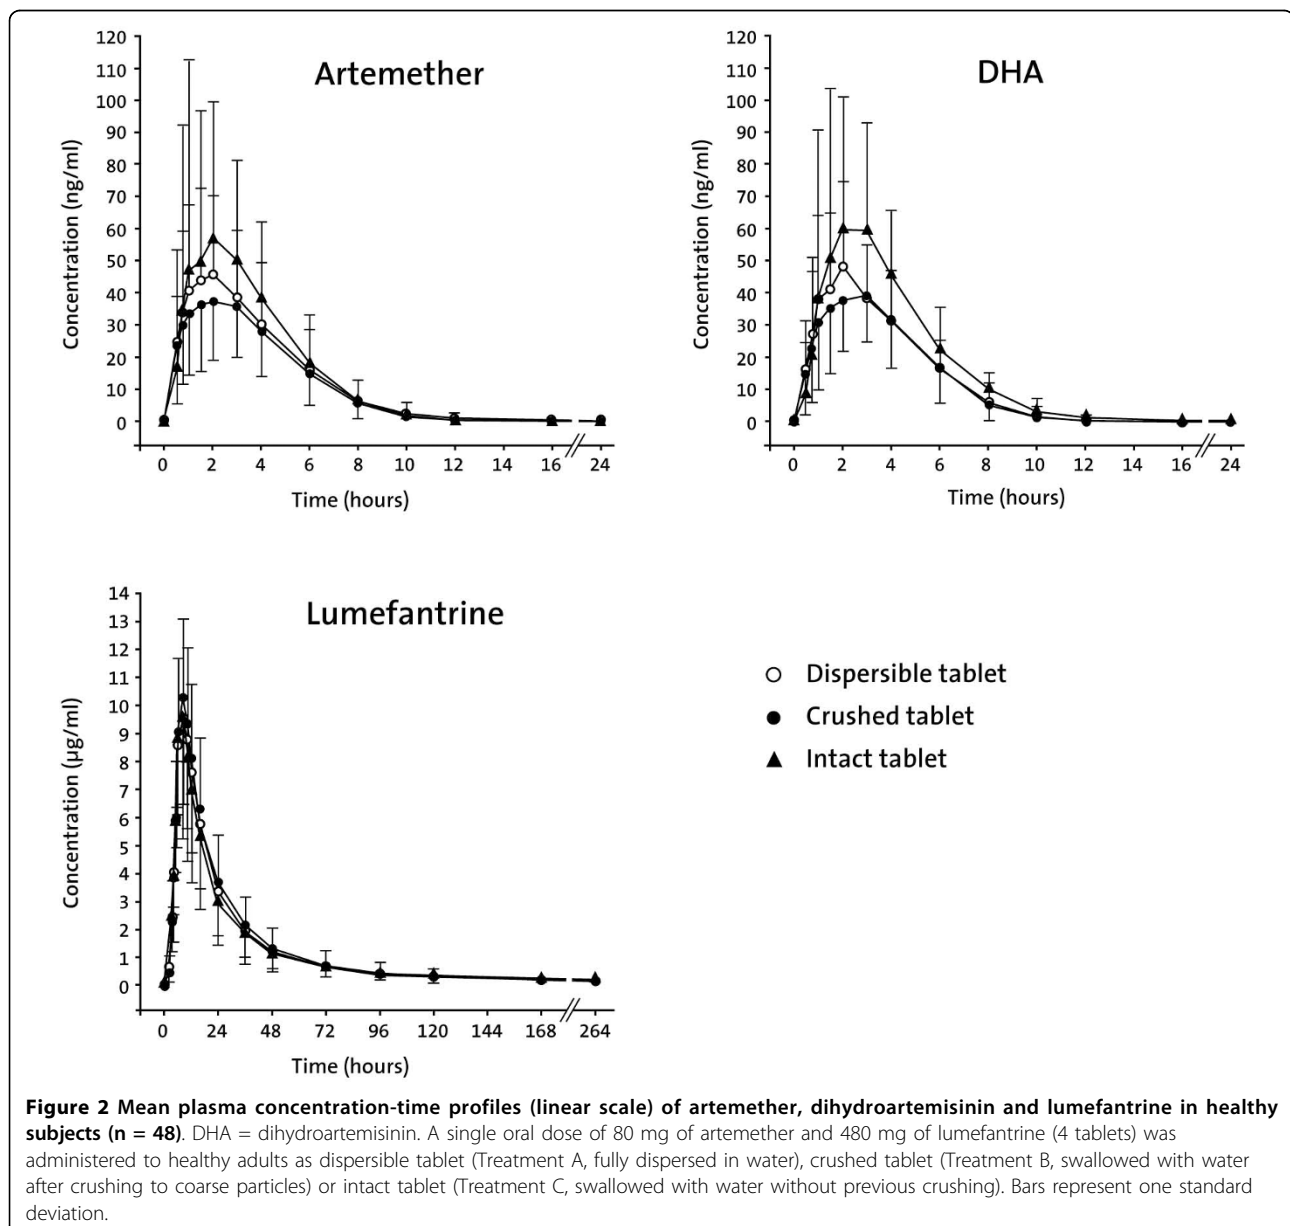 Artemether
Concentration (ng/ml)
120
110
100
90
80
70
60
50
40
30
20
10
0
0 2 4 6 8 10 12 14 16 24
Time (hours)
DHA
Concentration (ng/ml)
120
110
100
90
80
70
60
50
40
30
20
10
0
0 2 4 6 8 10 12 14 16 24
Time (hours)
Lumefantrine
Concentration (µg/ml)
14
13
12
11
10
9
8
7
6
5
4
3
2
1
0
0 24 48 72 96 120 144 168 264
Time (hours)
Dispersible tablet
Crushed tablet
Intact tablet
Figure 2 Mean plasma concentration-time profiles (linear scale) of artemether, dihydroartemisinin and lumefantrine in healthy
subjects (n = 48). DHA = dihydroartemisinin. A single oral dose of 80 mg of artemether and 480 mg of lumefantrine (4 tablets) was
administered to healthy adults as dispersible tablet (Treatment A, fully dispersed in water), crushed tablet (Treatment B, swallowed with water
after crushing to coarse particles) or intact tablet (Treatment C, swallowed with water without previous crushing). Bars represent one standard
deviation.